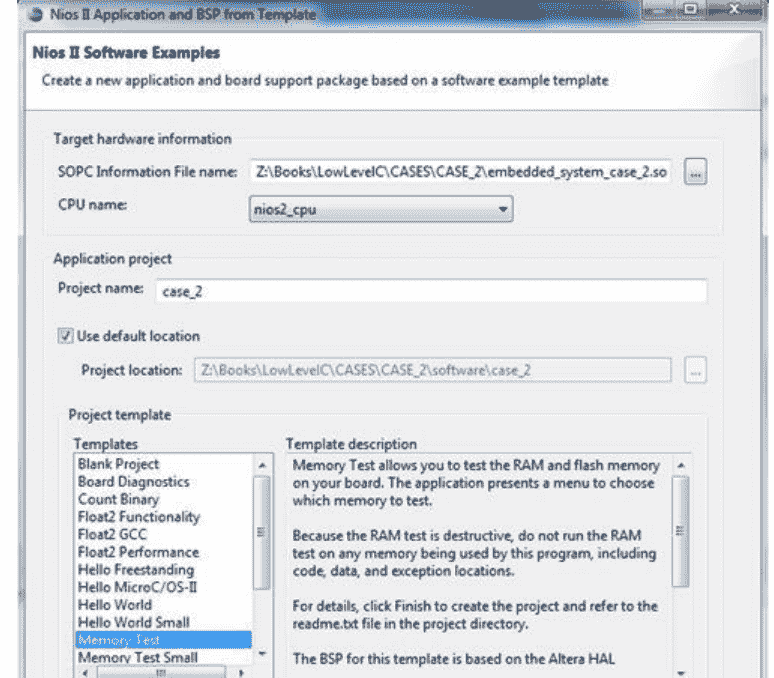 Nios II Application and BSP from Template
Nios II Software Examples
Create a new application and board support package based on a software example template
Target hardware information
SOPC Information File name: Z:\Books\LowLevelC\CASES\CASE_2\embedded_system_case_2.so ...
CPU name: nios2_cpu
Application project
Project name: case_2
Use default location
Project location: Z:\Books\LowLevelC\CASES\CASE_2\software\case_2 ...
Project template
Templates
Blank Project
Board Diagnostics
Count Binary
Float2 Functionality
Float2 GCC
Float2 Performance
Hello Freestanding
Hello MicroC/OS-II
Hello World
Hello World Small
Memory Test
Memory Test Small
Template description
Memory Test allows you to test the RAM and flash memory
on your board. The application presents a menu to choose
which memory to test.
Because the RAM test is destructive, do not run the RAM
test on any memory being used by this program, including
code, data, and exception locations.
For details, click Finish to create the project and refer to the
readme.txt file in the project directory.
The BSP for this template is based on the Altera HAL